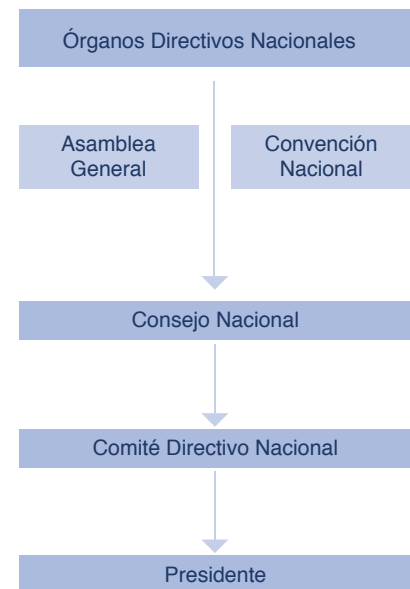 Órganos Directivos Nacionales
Asamblea
General
Convención
Nacional
Consejo Nacional
Comité Directivo Nacional
Presidente